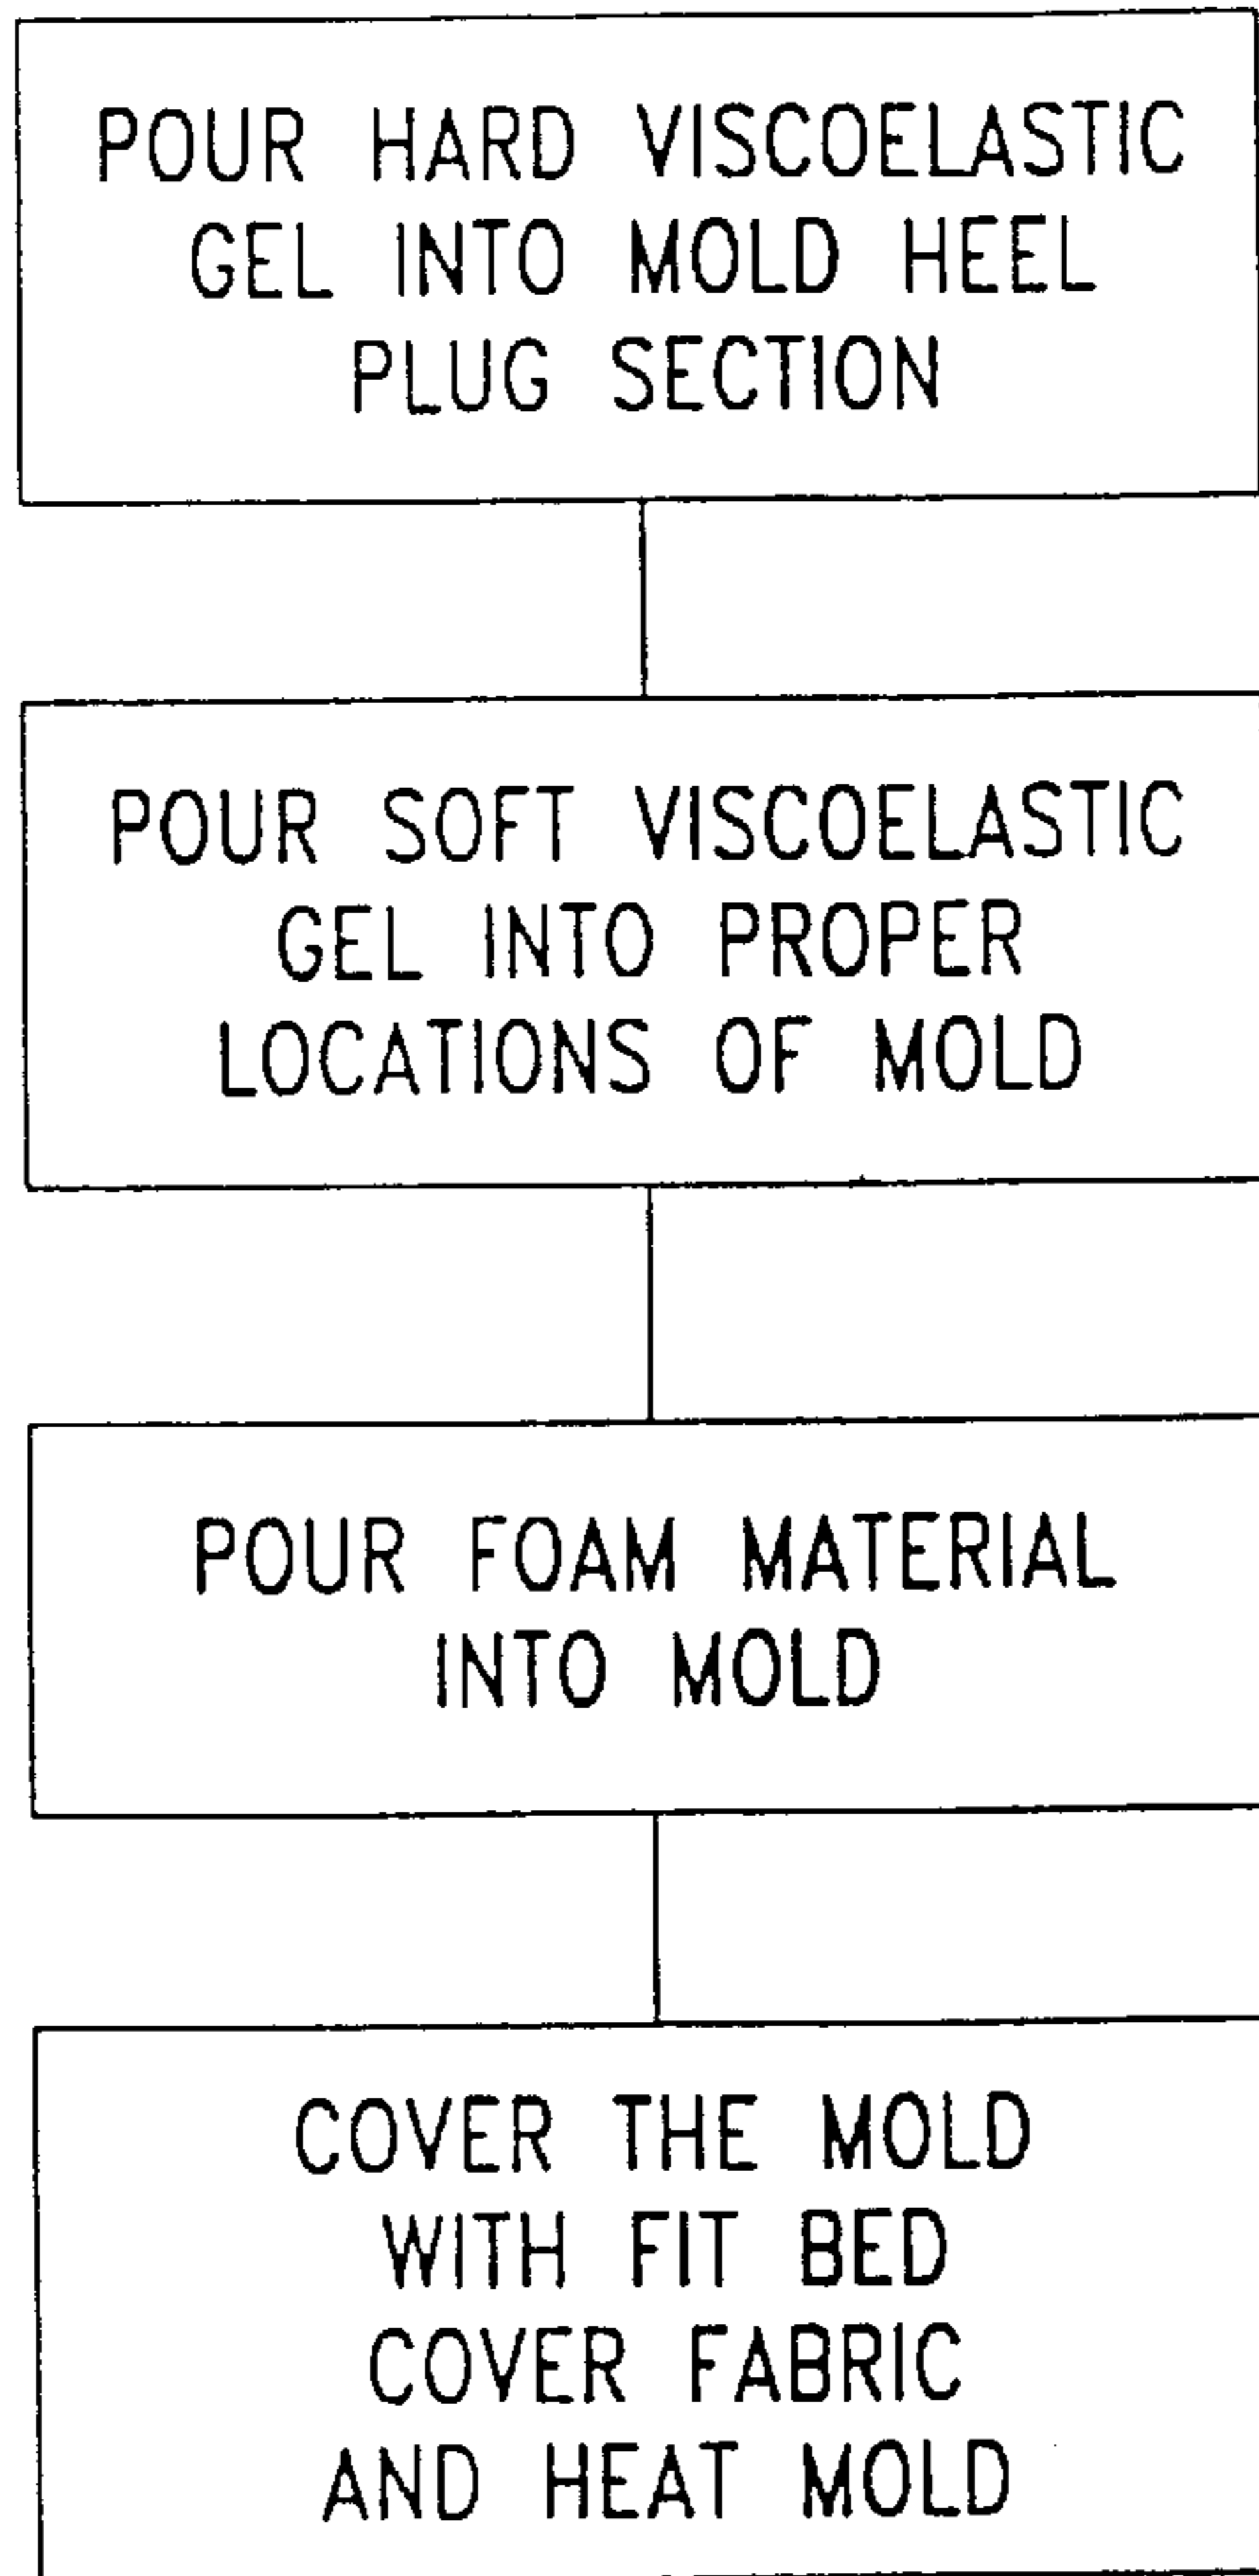 POUR HARD VISCOELASTIC
GEL INTO MOLD HEEL
PLUG SECTION
POUR SOFT VISCOELASTIC
GEL INTO PROPER
LOCATIONS OF MOLD
POUR FOAM MATERIAL
INTO MOLD
COVER THE MOLD
WITH FIT BED
COVER FABRIC
AND HEAT MOLD